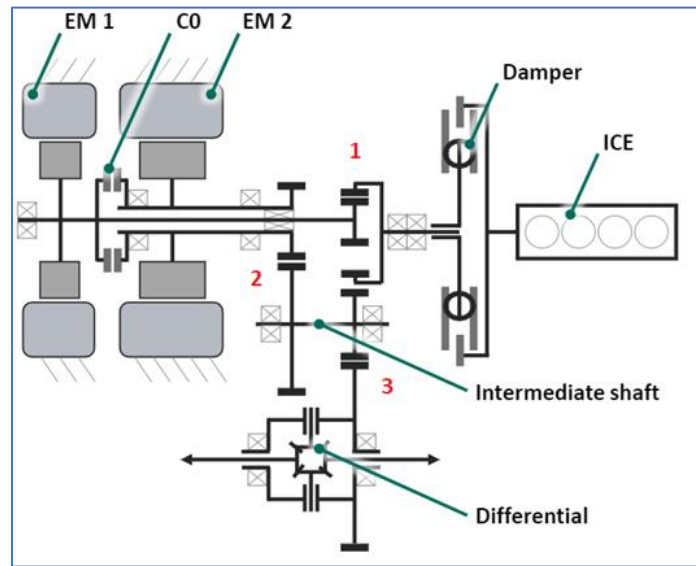 EM 1
C0
EM 2
Damper
ICE
1
2
3
Intermediate shaft
Differential